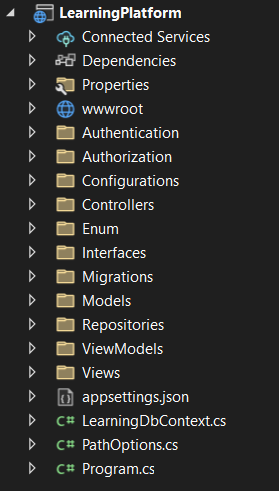 LearningPlatform
Connected Services
Dependencies
Properties
wwwroot
Authentication
Authorization
Configurations
Controllers
Enum
Interfaces
Migrations
Models
Repositories
ViewModels
Views
appsettings.json
C# LearningDbContext.cs
C# PathOptions.cs
C# Program.cs